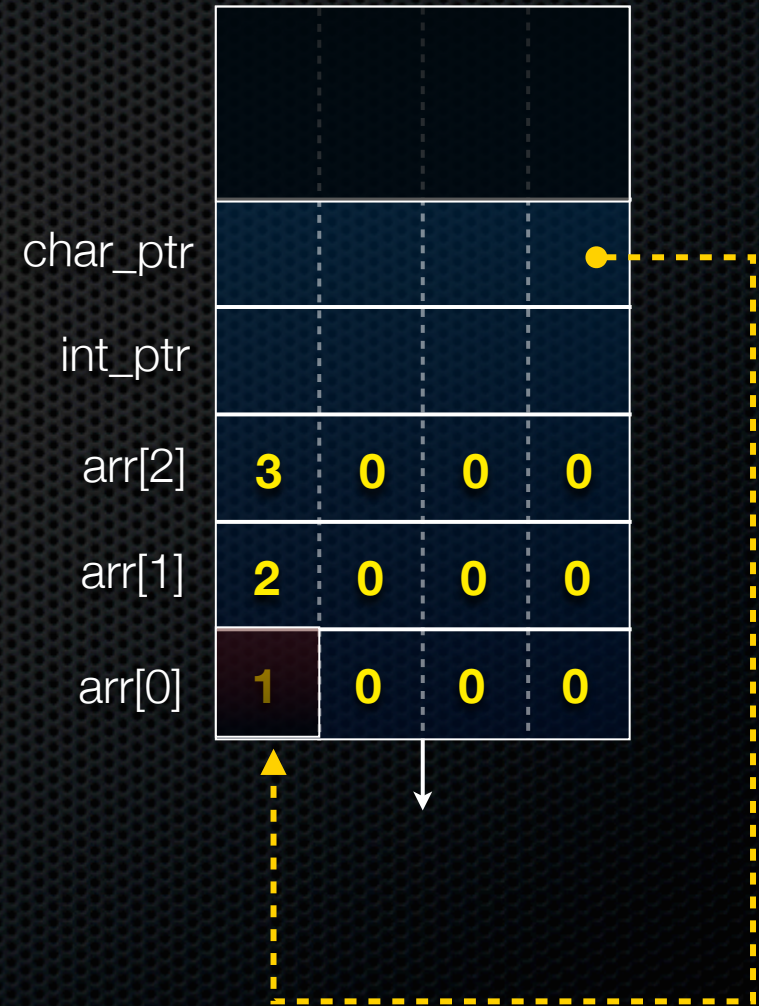 char_ptr
int_ptr
arr[2] 3 0 0 0
arr[1] 2 0 0 0
arr[0] 1 0 0 0